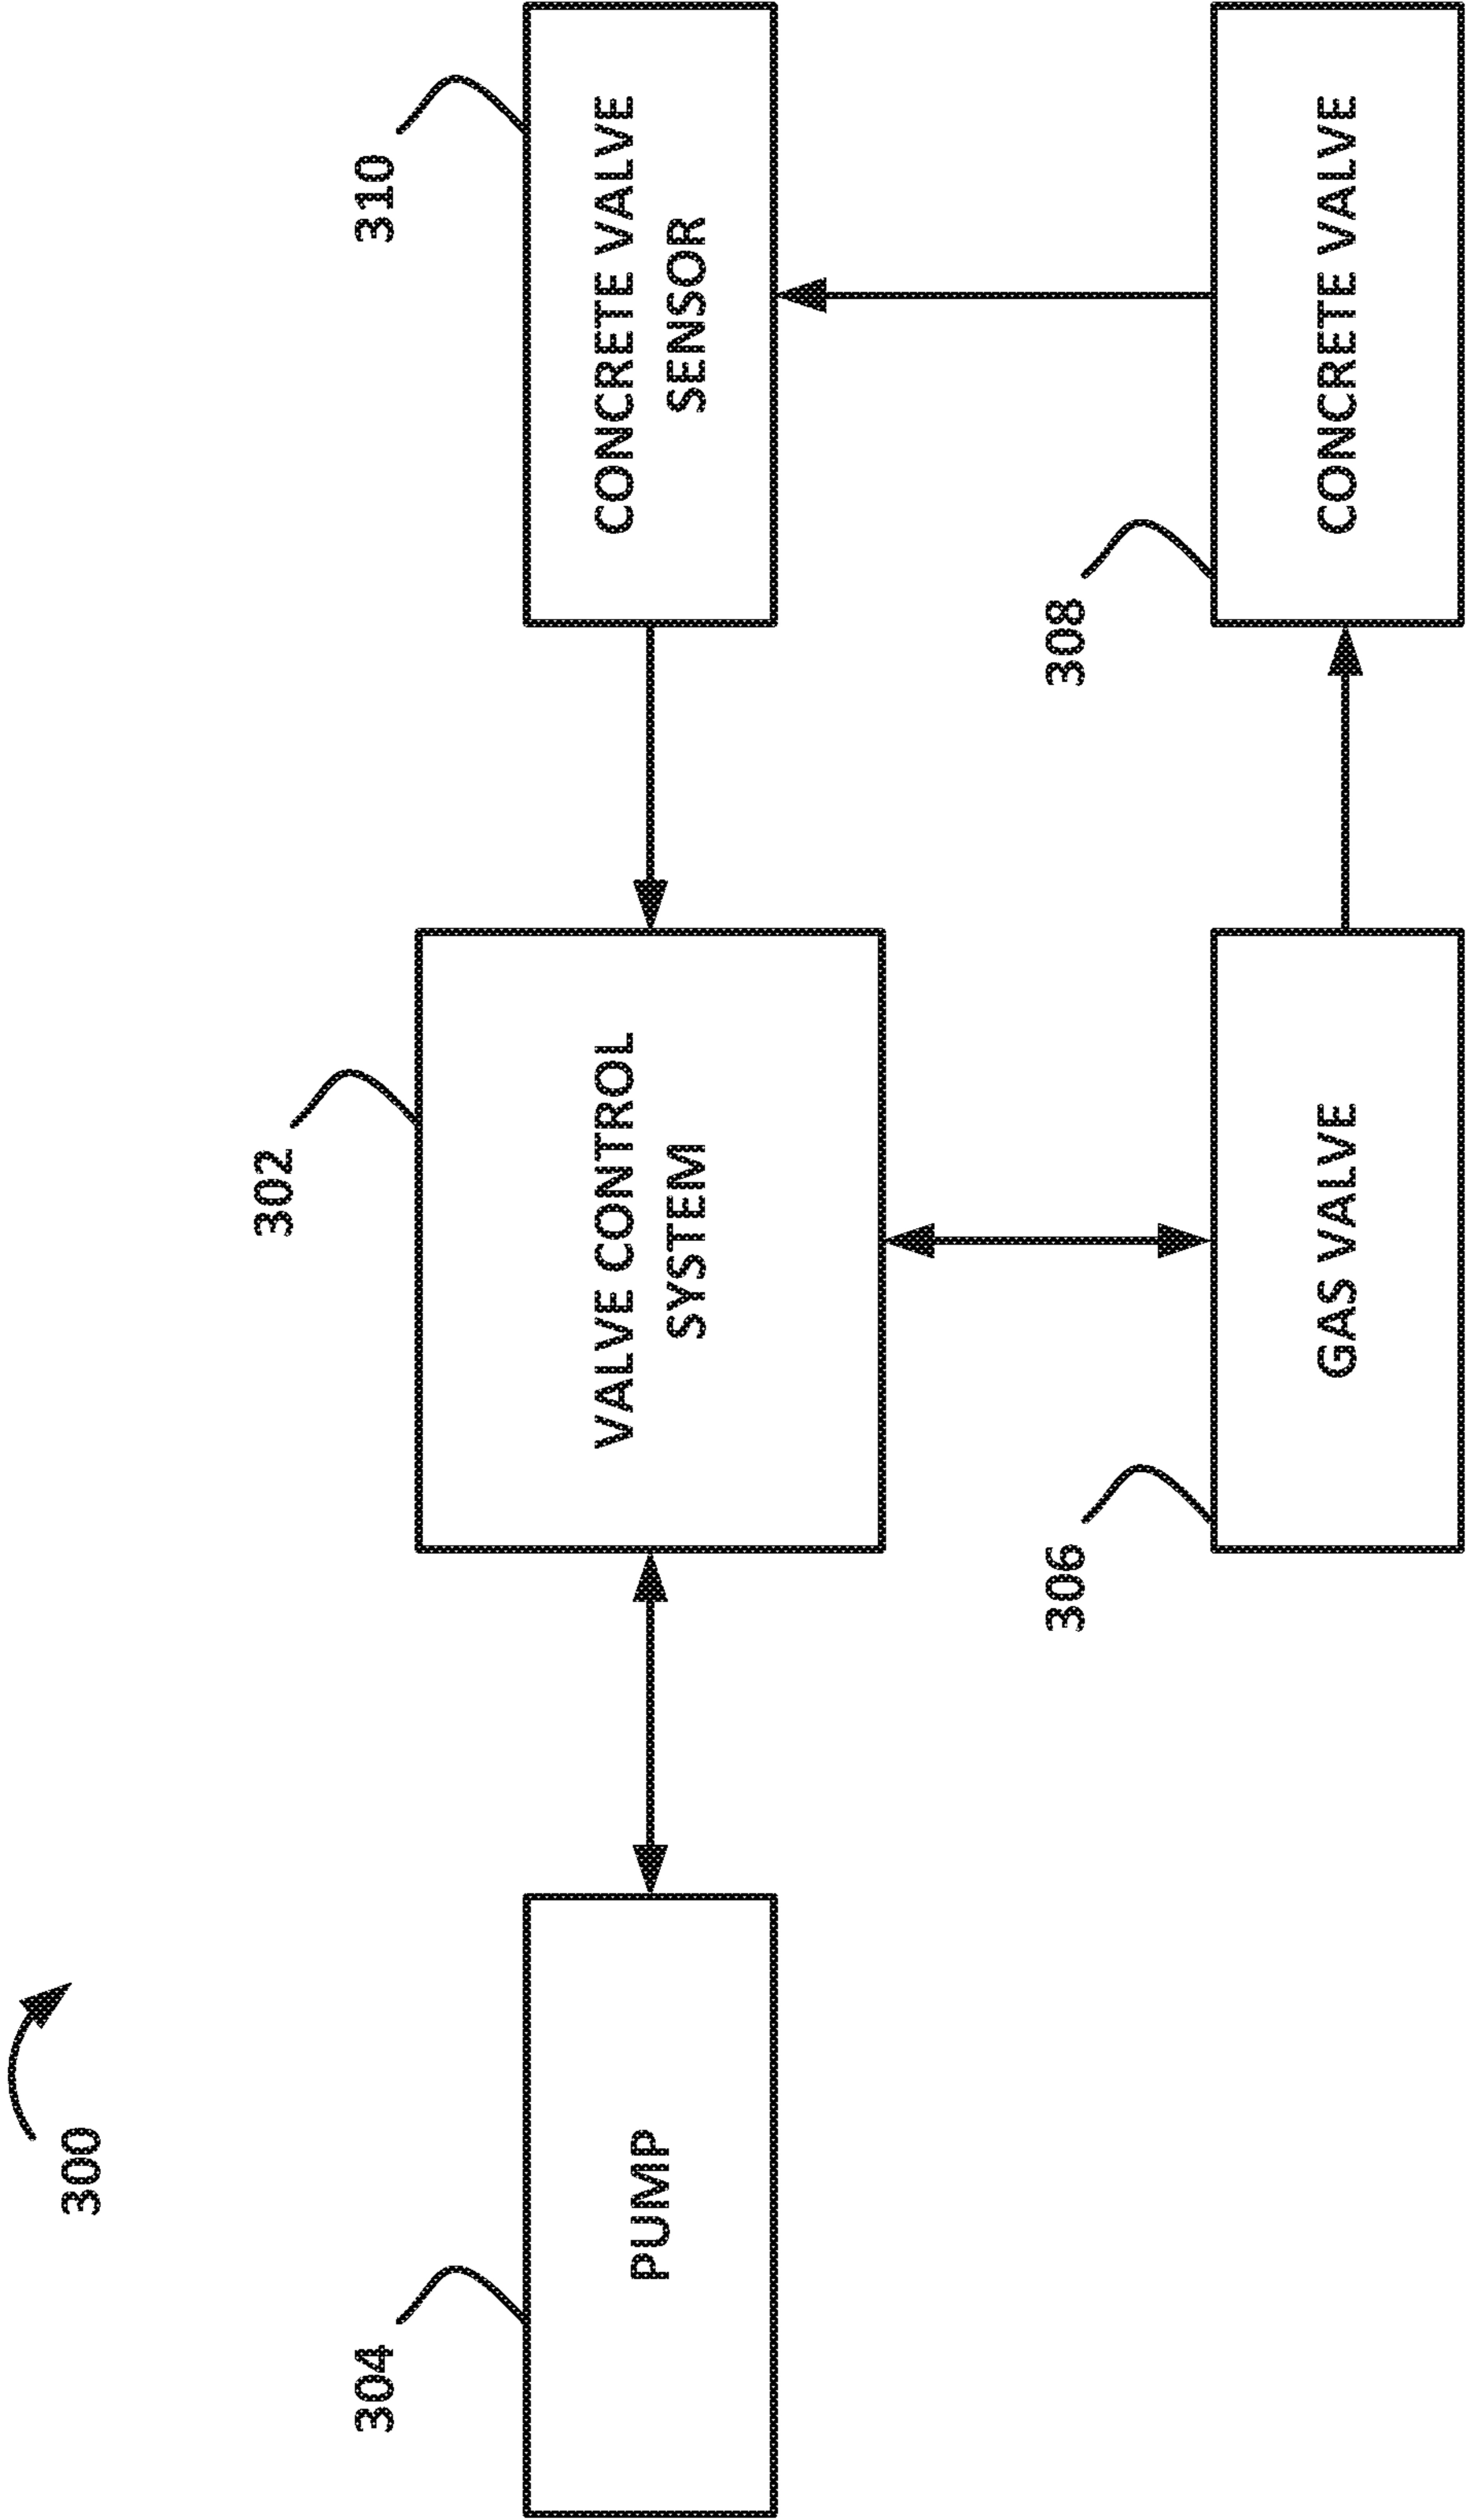 300
304
PUMP
302
VALVE CONTROL
SYSTEM
310
CONCRETE VALVE
SENSOR
306
GAS VALVE
308
CONCRETE VALVE